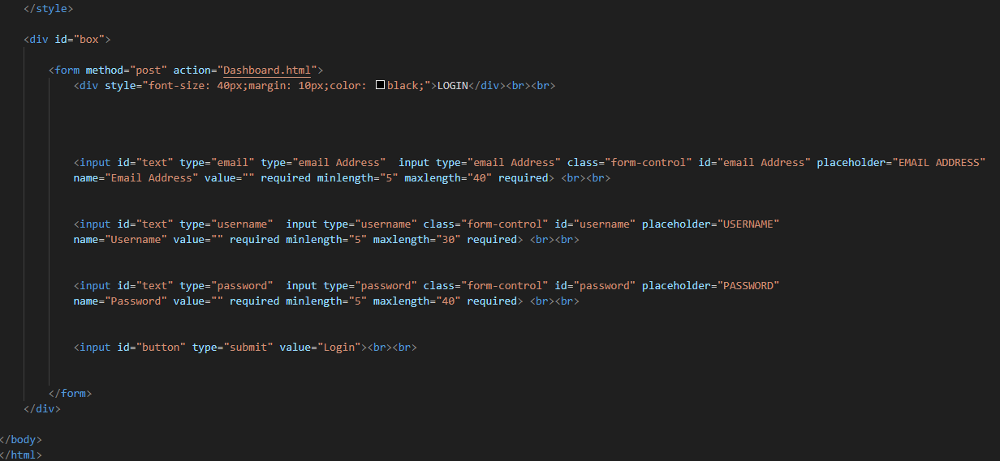 </style>
<div id="box">
<form method="post" action="Dashboard.html">
<div style="font-size: 40px;margin: 10px;color: black;">LOGIN</div><br><br>
<input id="text" type="email" type="email Address"  input type="email Address" class="form-control" id="email Address" placeholder="EMAIL ADDRESS"
name="Email Address" value="" required minlength="5" maxlength="40" required> <br><br>
<input id="text" type="username"  input type="username" class="form-control" id="username" placeholder="USERNAME"
name="Username" value="" required minlength="5" maxlength="30" required> <br><br>
<input id="text" type="password"  input type="password" class="form-control" id="password" placeholder="PASSWORD"
name="Password" value="" required minlength="5" maxlength="40" required> <br><br>
<input id="button" type="submit" value="Login"><br><br>
</form>
</div>
</body>
</html>